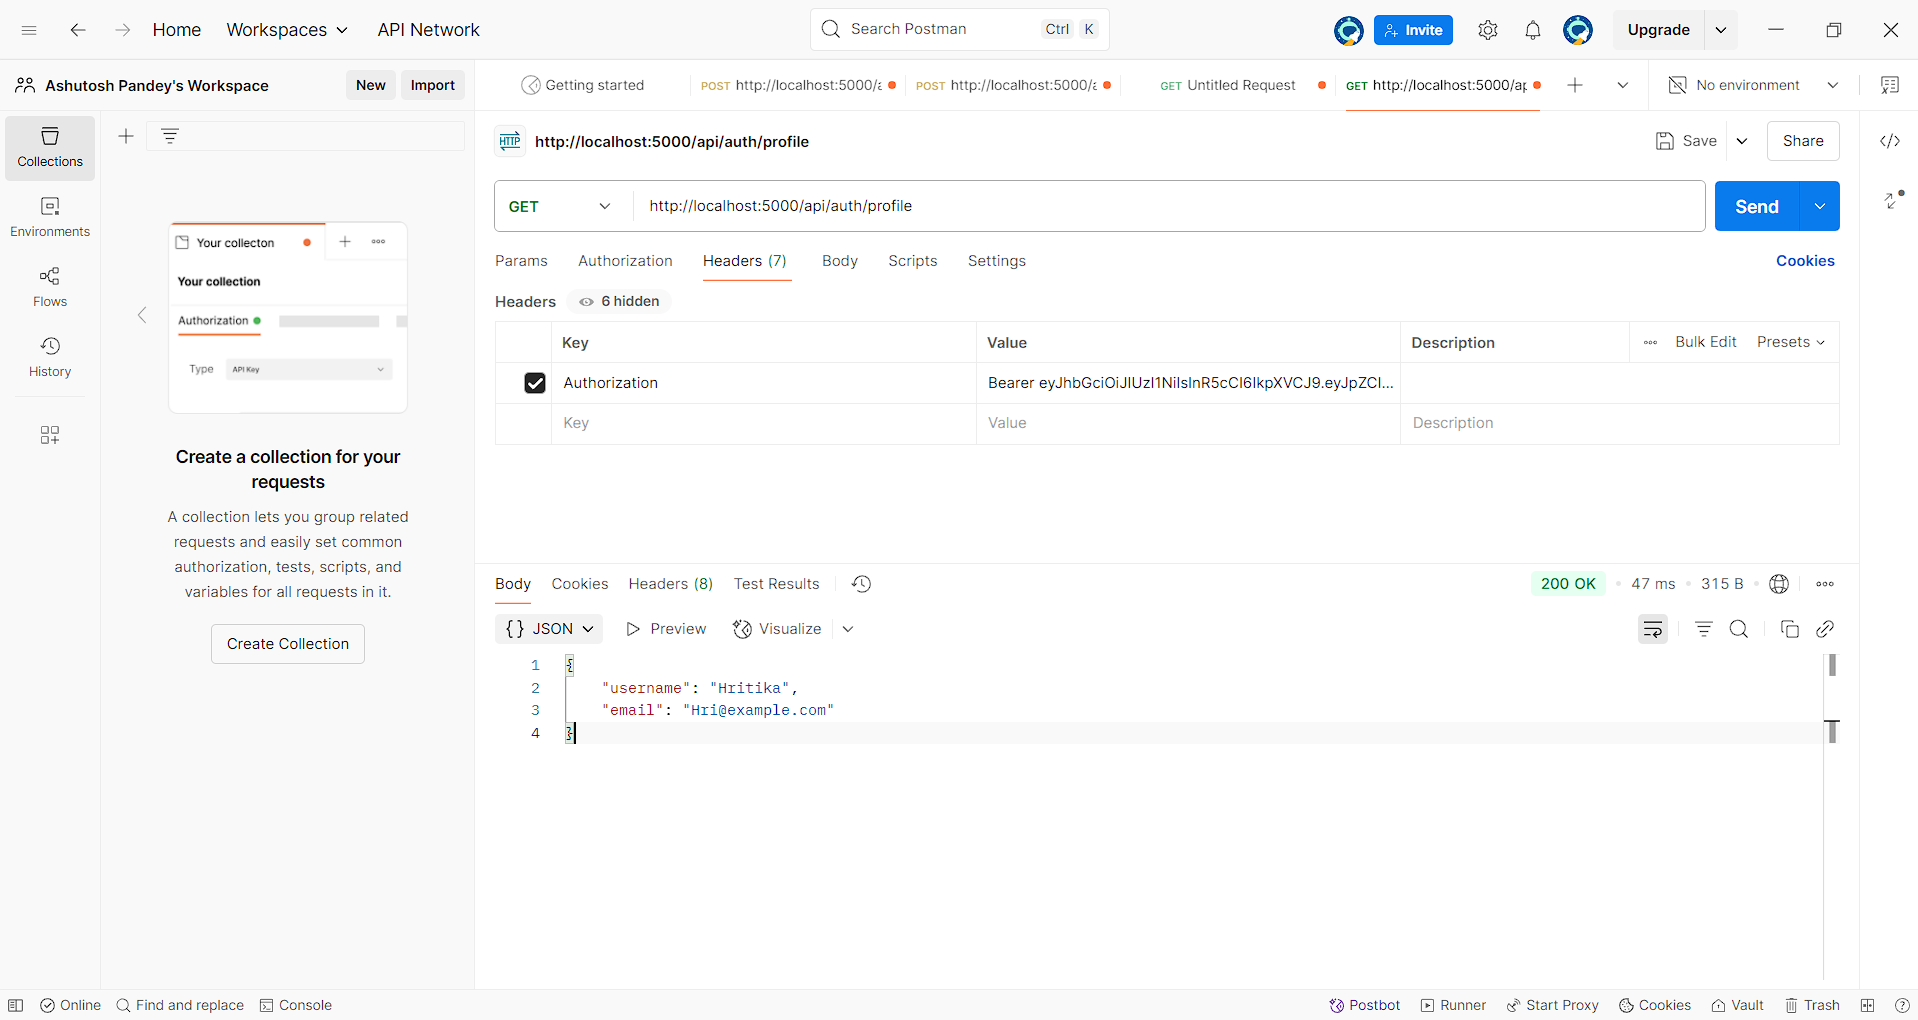 Home Workspaces API Network Search Postman Ctrl K Invite Upgrade
Ashutosh Pandey's Workspace New Import Getting started POST http://localhost:5000/a POST http://localhost:5000/a GET Untitled Request GET http://localhost:5000/ap No environment
Collections
Environments
Flows
History
Your collecton
Your collection
Authorization
Type API Key
Create a collection for your
requests
A collection lets you group related
requests and easily set common
authorization, tests, scripts, and
variables for all requests in it.
Create Collection
HTTP http://localhost:5000/api/auth/profile Save Share
GET http://localhost:5000/api/auth/profile Send
Params Authorization Headers (7) Body Scripts Settings Cookies
Headers 6 hidden
Key Value Description Bulk Edit Presets
Authorization Bearer eyJhbGciOiJIUzI1NiIsInR5cCI6IkpXVCJ9.eyJpZCI...
Key Value Description
Body Cookies Headers (8) Test Results 200 OK 47 ms 315 B
{} JSON Preview Visualize
1 {
2 "username": "Hritika",
3 "email": "Hri@example.com"
4 }
Online Find and replace Console Postbot Runner Start Proxy Cookies Vault Trash